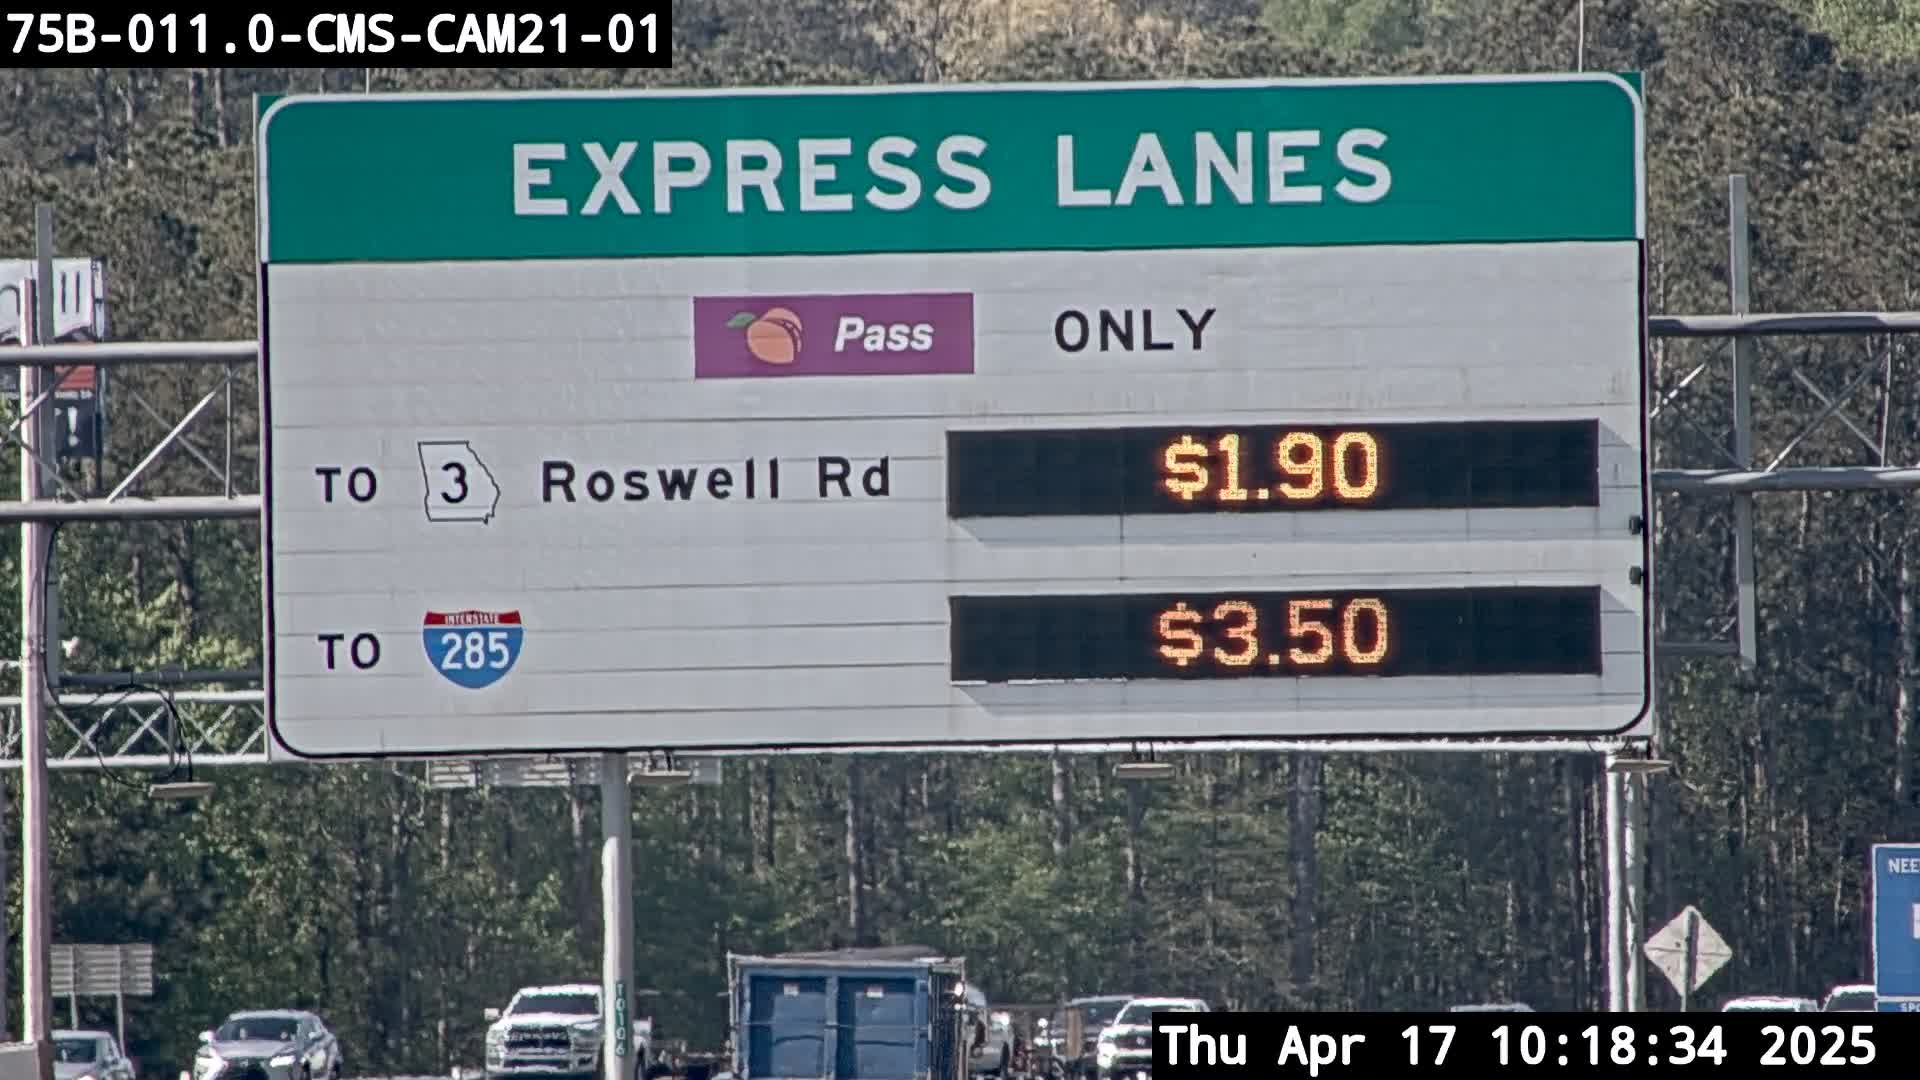 75B-011.0-CMS-CAM21-01
EXPRESS LANES
Pass ONLY
TO 3 Roswell Rd $1.90
INTERSTATE
TO 285 $3.50
Thu Apr 17 10:18:34 2025